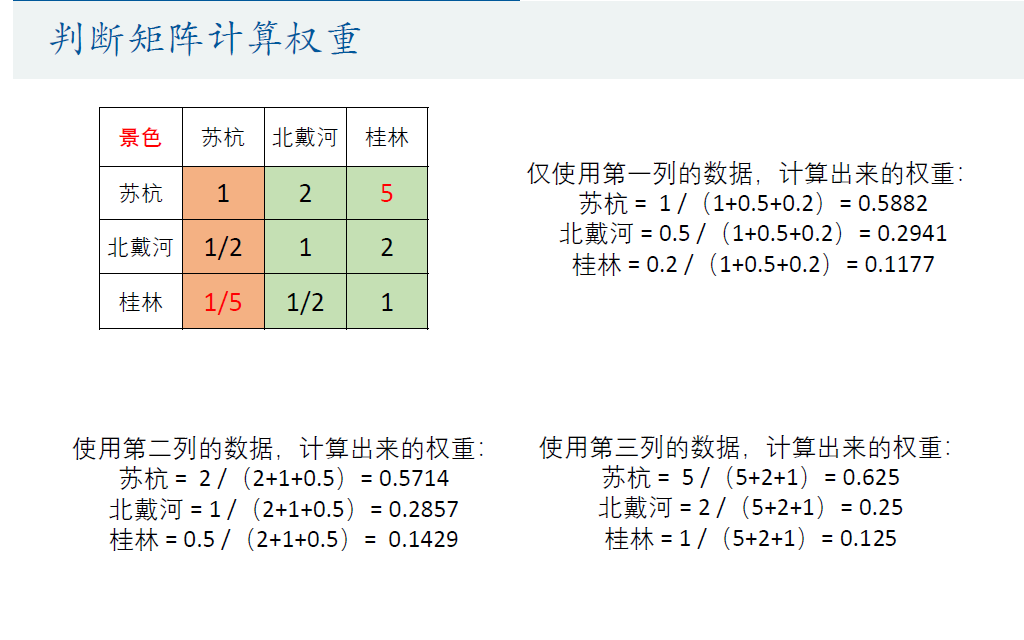 判断矩阵计算权重
景色 苏杭 北戴河 桂林
苏杭 1 2 5
北戴河 1/2 1 2
桂林 1/5 1/2 1
仅使用第一列的数据，计算出来的权重：
苏杭 = 1 /（1+0.5+0.2）= 0.5882
北戴河 = 0.5 /（1+0.5+0.2）= 0.2941
桂林 = 0.2 /（1+0.5+0.2）= 0.1177
使用第二列的数据，计算出来的权重：
苏杭 = 2 /（2+1+0.5）= 0.5714
北戴河 = 1 /（2+1+0.5）= 0.2857
桂林 = 0.5 /（2+1+0.5）= 0.1429
使用第三列的数据，计算出来的权重：
苏杭 = 5 /（5+2+1）= 0.625
北戴河 = 2 /（5+2+1）= 0.25
桂林 = 1 /（5+2+1）= 0.125